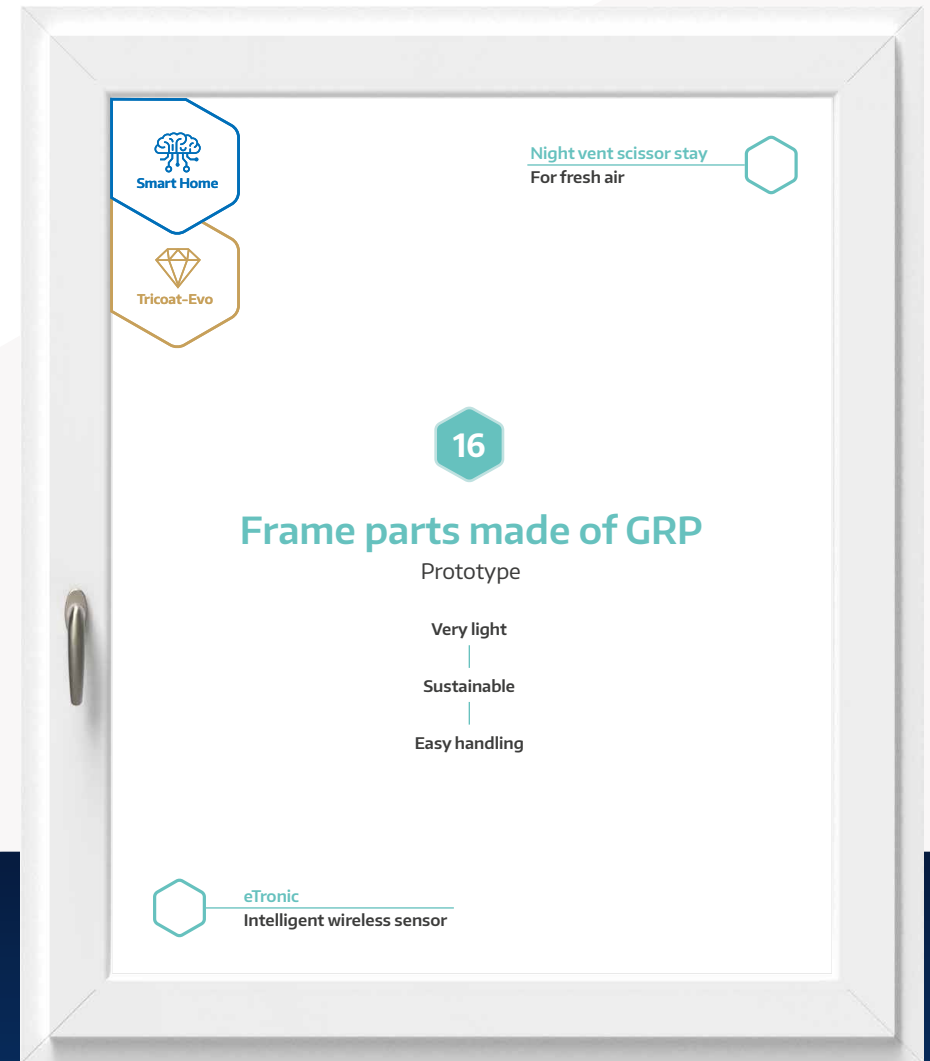 Smart Home
Tricoat-Evo
Night vent scissor stay
For fresh air
16
Frame parts made of GRP
Prototype
Very light
Sustainable
Easy handling
eTronic
Intelligent wireless sensor